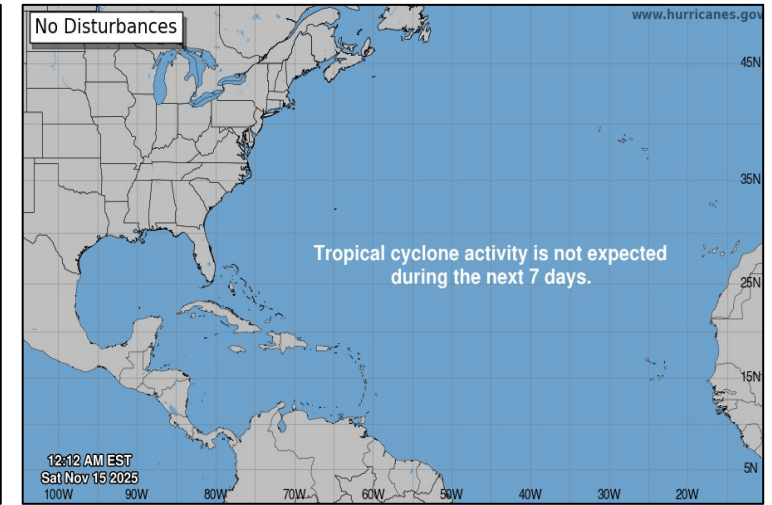 No Disturbances
www.hurricanes.gov
45N
35N
Tropical cyclone activity is not expected
during the next 7 days.
25N
15N
12:12 AM EST
Sat Nov 15 2025
5N
100W 90W 80W 70W 60W 50W 40W 30W 20W